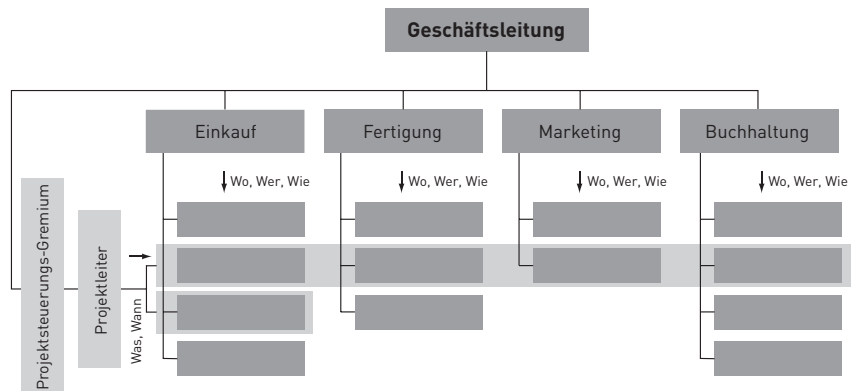 Geschäftsleitung
Einkauf
Fertigung
Marketing
Buchhaltung
Wo, Wer, Wie
Wo, Wer, Wie
Wo, Wer, Wie
Wo, Wer, Wie
Projektsteuerungs-Gremium
Projektleiter
Was, Wann